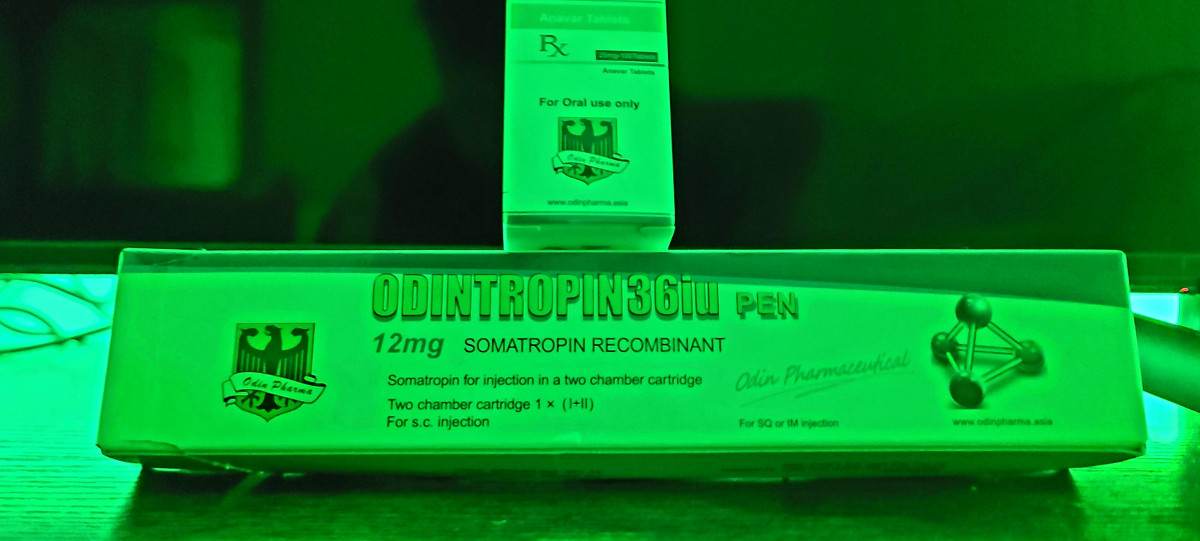 Anavar Tablets
Rx
Anavar Tablets
For Oral use only
Odin Pharma
www.odinpharma.asia
ODINTROPIN36iu PEN
12mg SOMATROPIN RECOMBINANT
Odin Pharma
Somatropin for injection in a two chamber cartridge
Two chamber cartridge 1 × (I+II)
For s.c. injection
Odin Pharmaceutical
For SQ or IM injection
www.odinpharma.asia